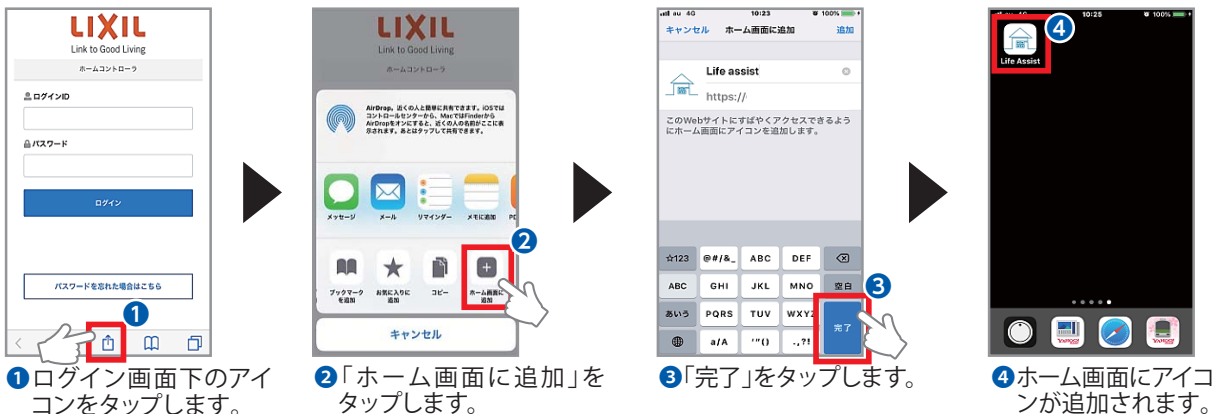 LIXIL
Link to Good Living
ホームコントローラ
ログインID
パスワード
ログイン
パスワードを忘れた場合はこちら
1
❶ログイン画面下のアイ
コンをタップします。
LIXIL
Link to Good Living
ホームコントローラ
AirDrop。近くの人と簡単に共有できます。iOSでは
コントロールセンターから、MacではFinderから
AirDropをオンにすると、近くの人の名前がここに表
示されます。あとはタップして共有できます。
メッセージ
メール
リマインダー
メモに追加
PD
2
ブックマーク
を追加
お気に入りに
追加
コピー
ホーム画面に
追加
キャンセル
❷「ホーム画面に追加」を
タップします。
au 4G 10:23 100%
キャンセル ホーム画面に追加 追加
Life assist
https://
このWebサイトにすばやくアクセスできるよう
にホーム画面にアイコンを追加します。
☆123 @#/&_ ABC DEF
ABC GHI JKL MNO 空白
3
あいう PQRS TUV WXYZ
完了
a/A '"() .,?!
❸「完了」をタップします。
au 4G 10:25 100%
4
Life Assist
YAHOO!
YAHOO!
❹ホーム画面にアイコ
ンが追加されます。